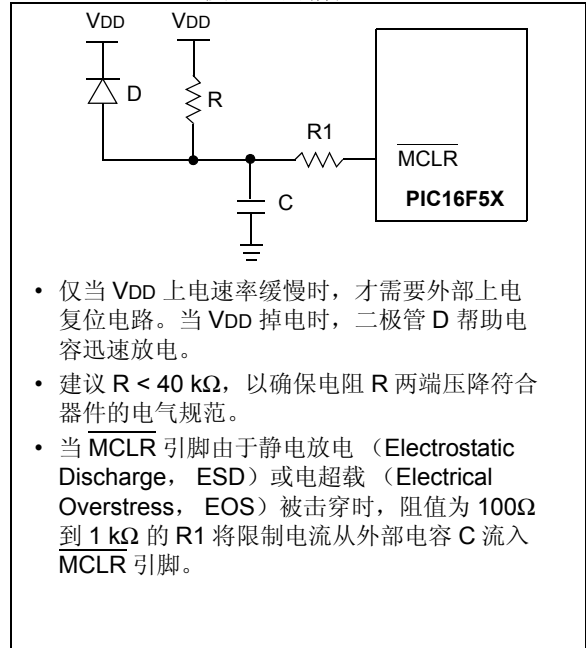 VDD VDD
D
R
R1
MCLR
C
PIC16F5X
• 仅当 VDD 上电速率缓慢时，才需要外部上电
复位电路。当 VDD 掉电时，二极管 D 帮助电
容迅速放电。
• 建议 R < 40 kΩ，以确保电阻 R 两端压降符合
器件的电气规范。
• 当 MCLR 引脚由于静电放电 （Electrostatic
Discharge， ESD）或电超载 （Electrical
Overstress， EOS）被击穿时，阻值为 100Ω
到 1 kΩ 的 R1 将限制电流从外部电容 C 流入
MCLR 引脚。